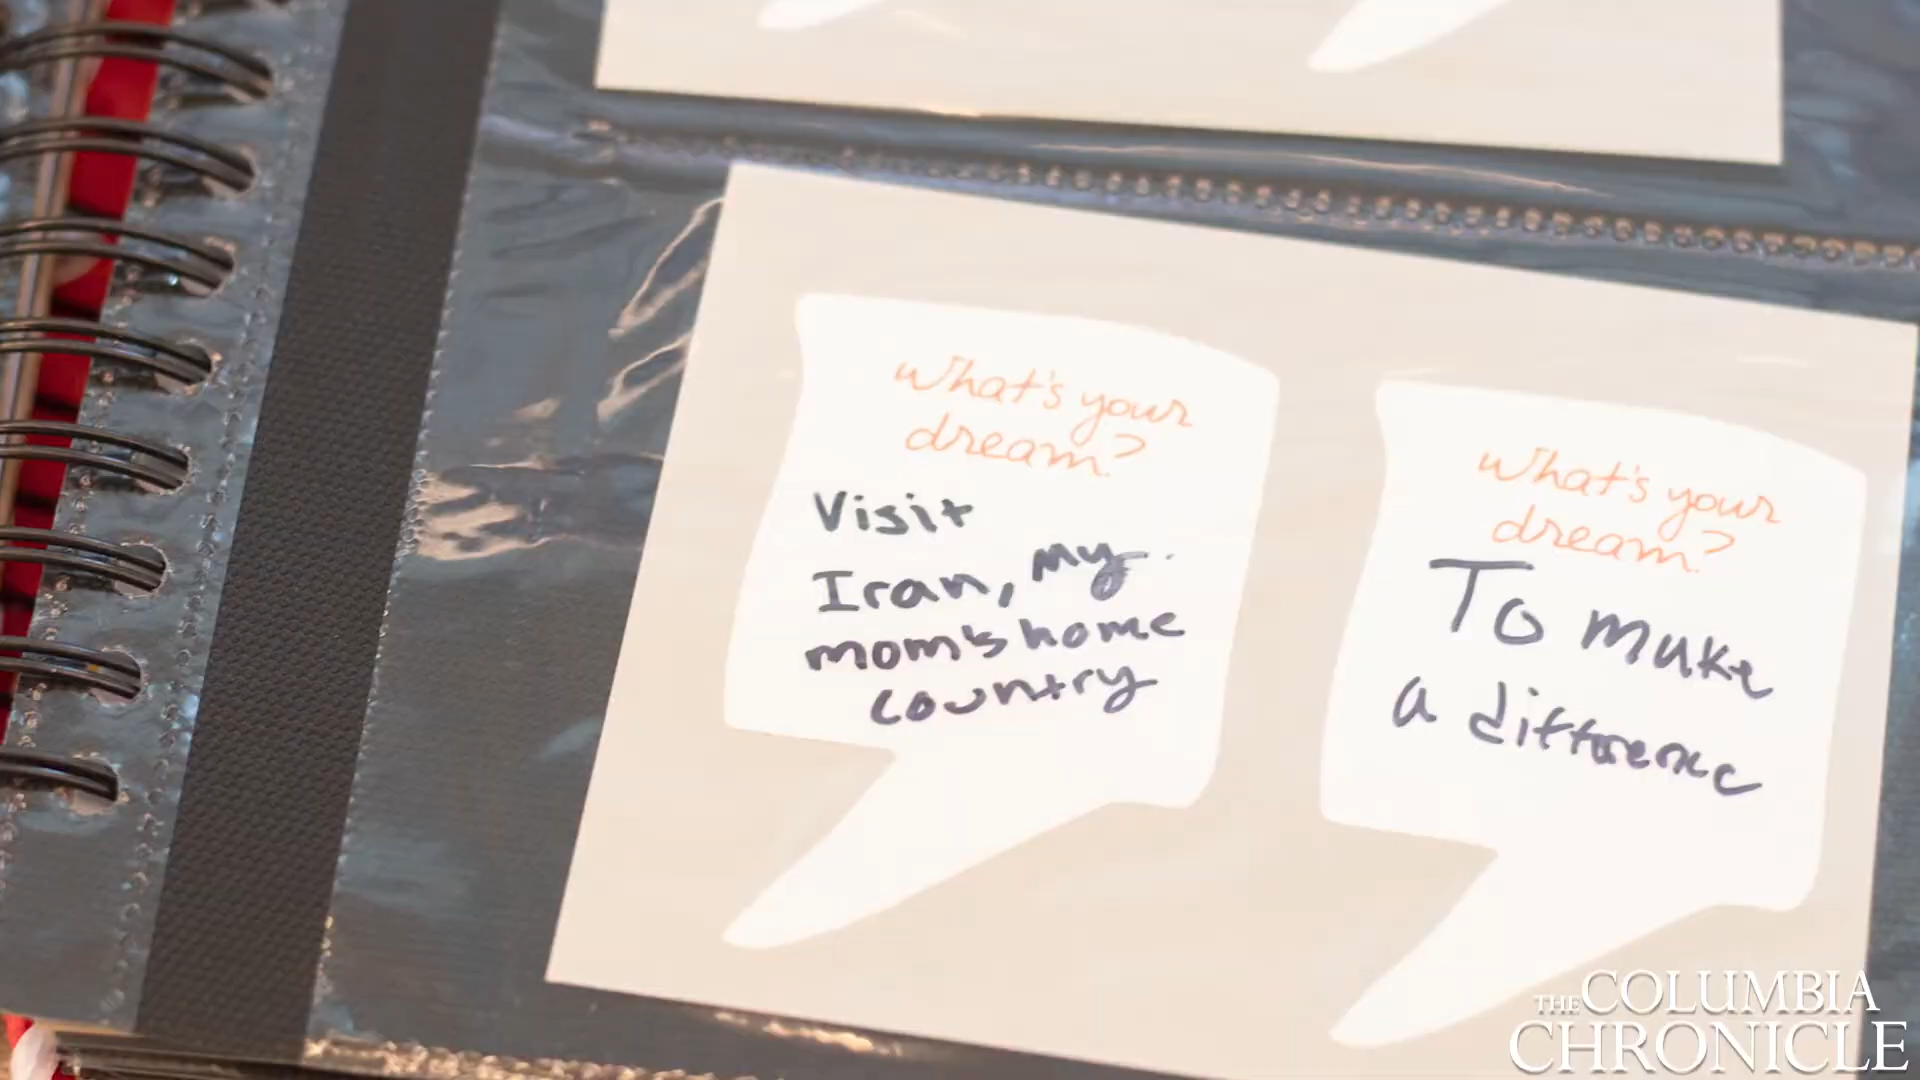 What's your
dream?
Visit
Iran, my
mom's home
country
What's your
dream?
To make
a difference
THE COLUMBIA
CHRONICLE